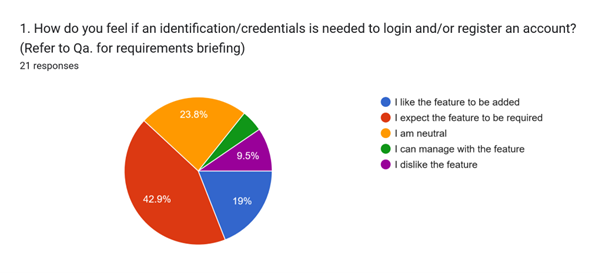 1. How do you feel if an identification/credentials is needed to login and/or register an account?
(Refer to Qa. for requirements briefing)
21 responses
I like the feature to be added
I expect the feature to be required
I am neutral
I can manage with the feature
I dislike the feature
23.8%
9.5%
42.9%
19%